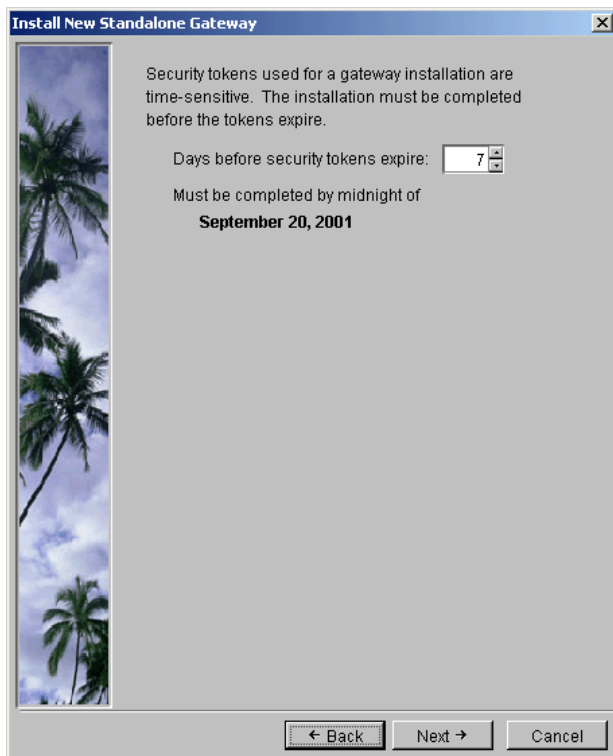 Install New Standalone Gateway
Security tokens used for a gateway installation are
time-sensitive. The installation must be completed
before the tokens expire.
Days before security tokens expire: 7
Must be completed by midnight of
September 20, 2001
← Back Next → Cancel